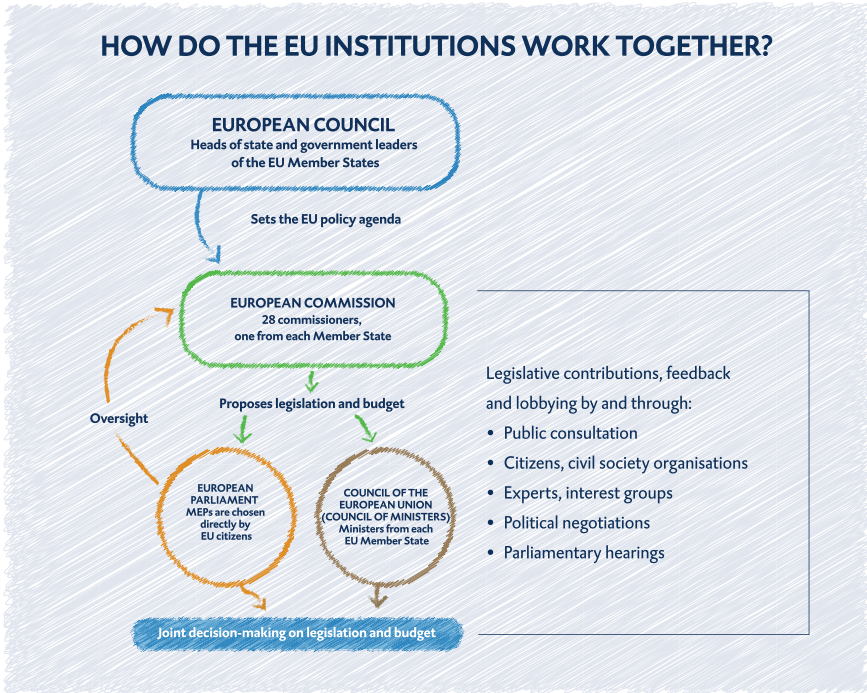 HOW DO THE EU INSTITUTIONS WORK TOGETHER?
EUROPEAN COUNCIL
Heads of state and government leaders
of the EU Member States
Sets the EU policy agenda
EUROPEAN COMMISSION
28 commissioners,
one from each Member State
Proposes legislation and budget
Oversight
EUROPEAN
PARLIAMENT
MEPs are chosen
directly by
EU citizens
COUNCIL OF THE
EUROPEAN UNION
(COUNCIL OF MINISTERS)
Ministers from each
EU Member State
Joint decision-making on legislation and budget
Legislative contributions, feedback
and lobbying by and through:
• Public consultation
• Citizens, civil society organisations
• Experts, interest groups
• Political negotiations
• Parliamentary hearings